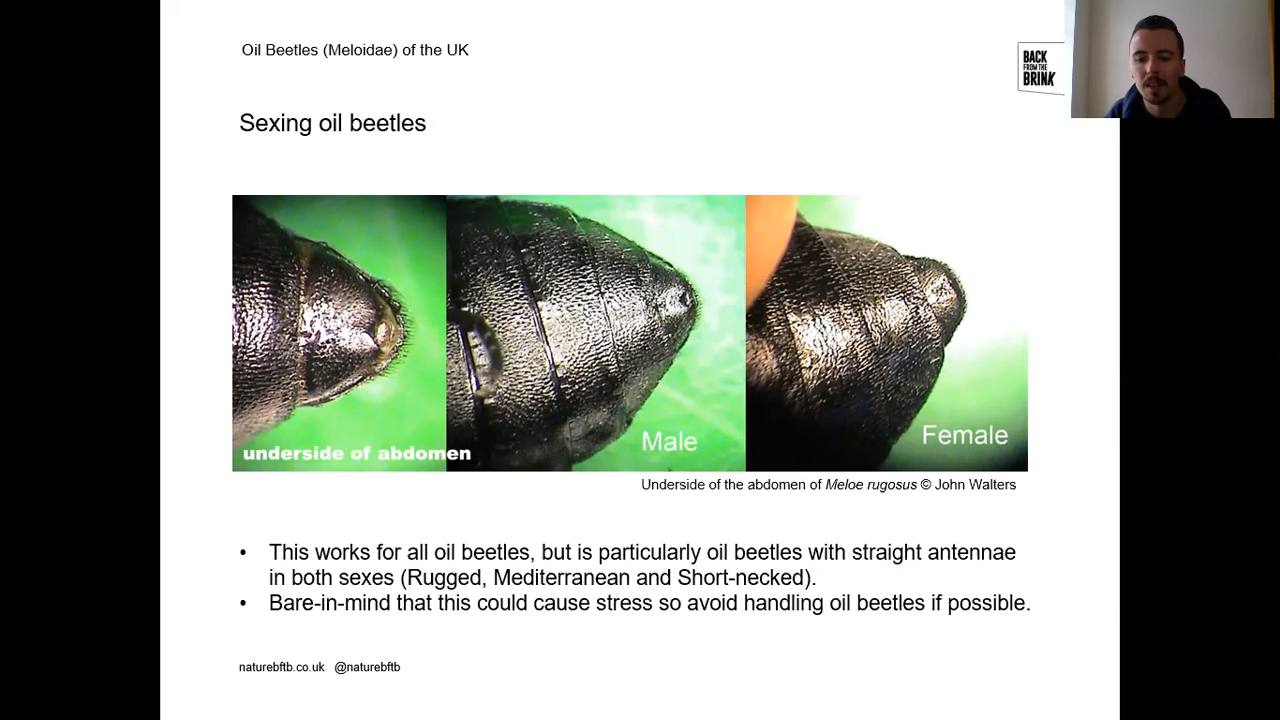 Oil Beetles (Meloidae) of the UK
BACK
FROM THE
BRINK
Sexing oil beetles
underside of abdomen
Male
Female
Underside of the abdomen of Meloe rugosus © John Walters
• This works for all oil beetles, but is particularly oil beetles with straight antennae
in both sexes (Rugged, Mediterranean and Short-necked).
• Bare-in-mind that this could cause stress so avoid handling oil beetles if possible.
naturebftb.co.uk @naturebftb